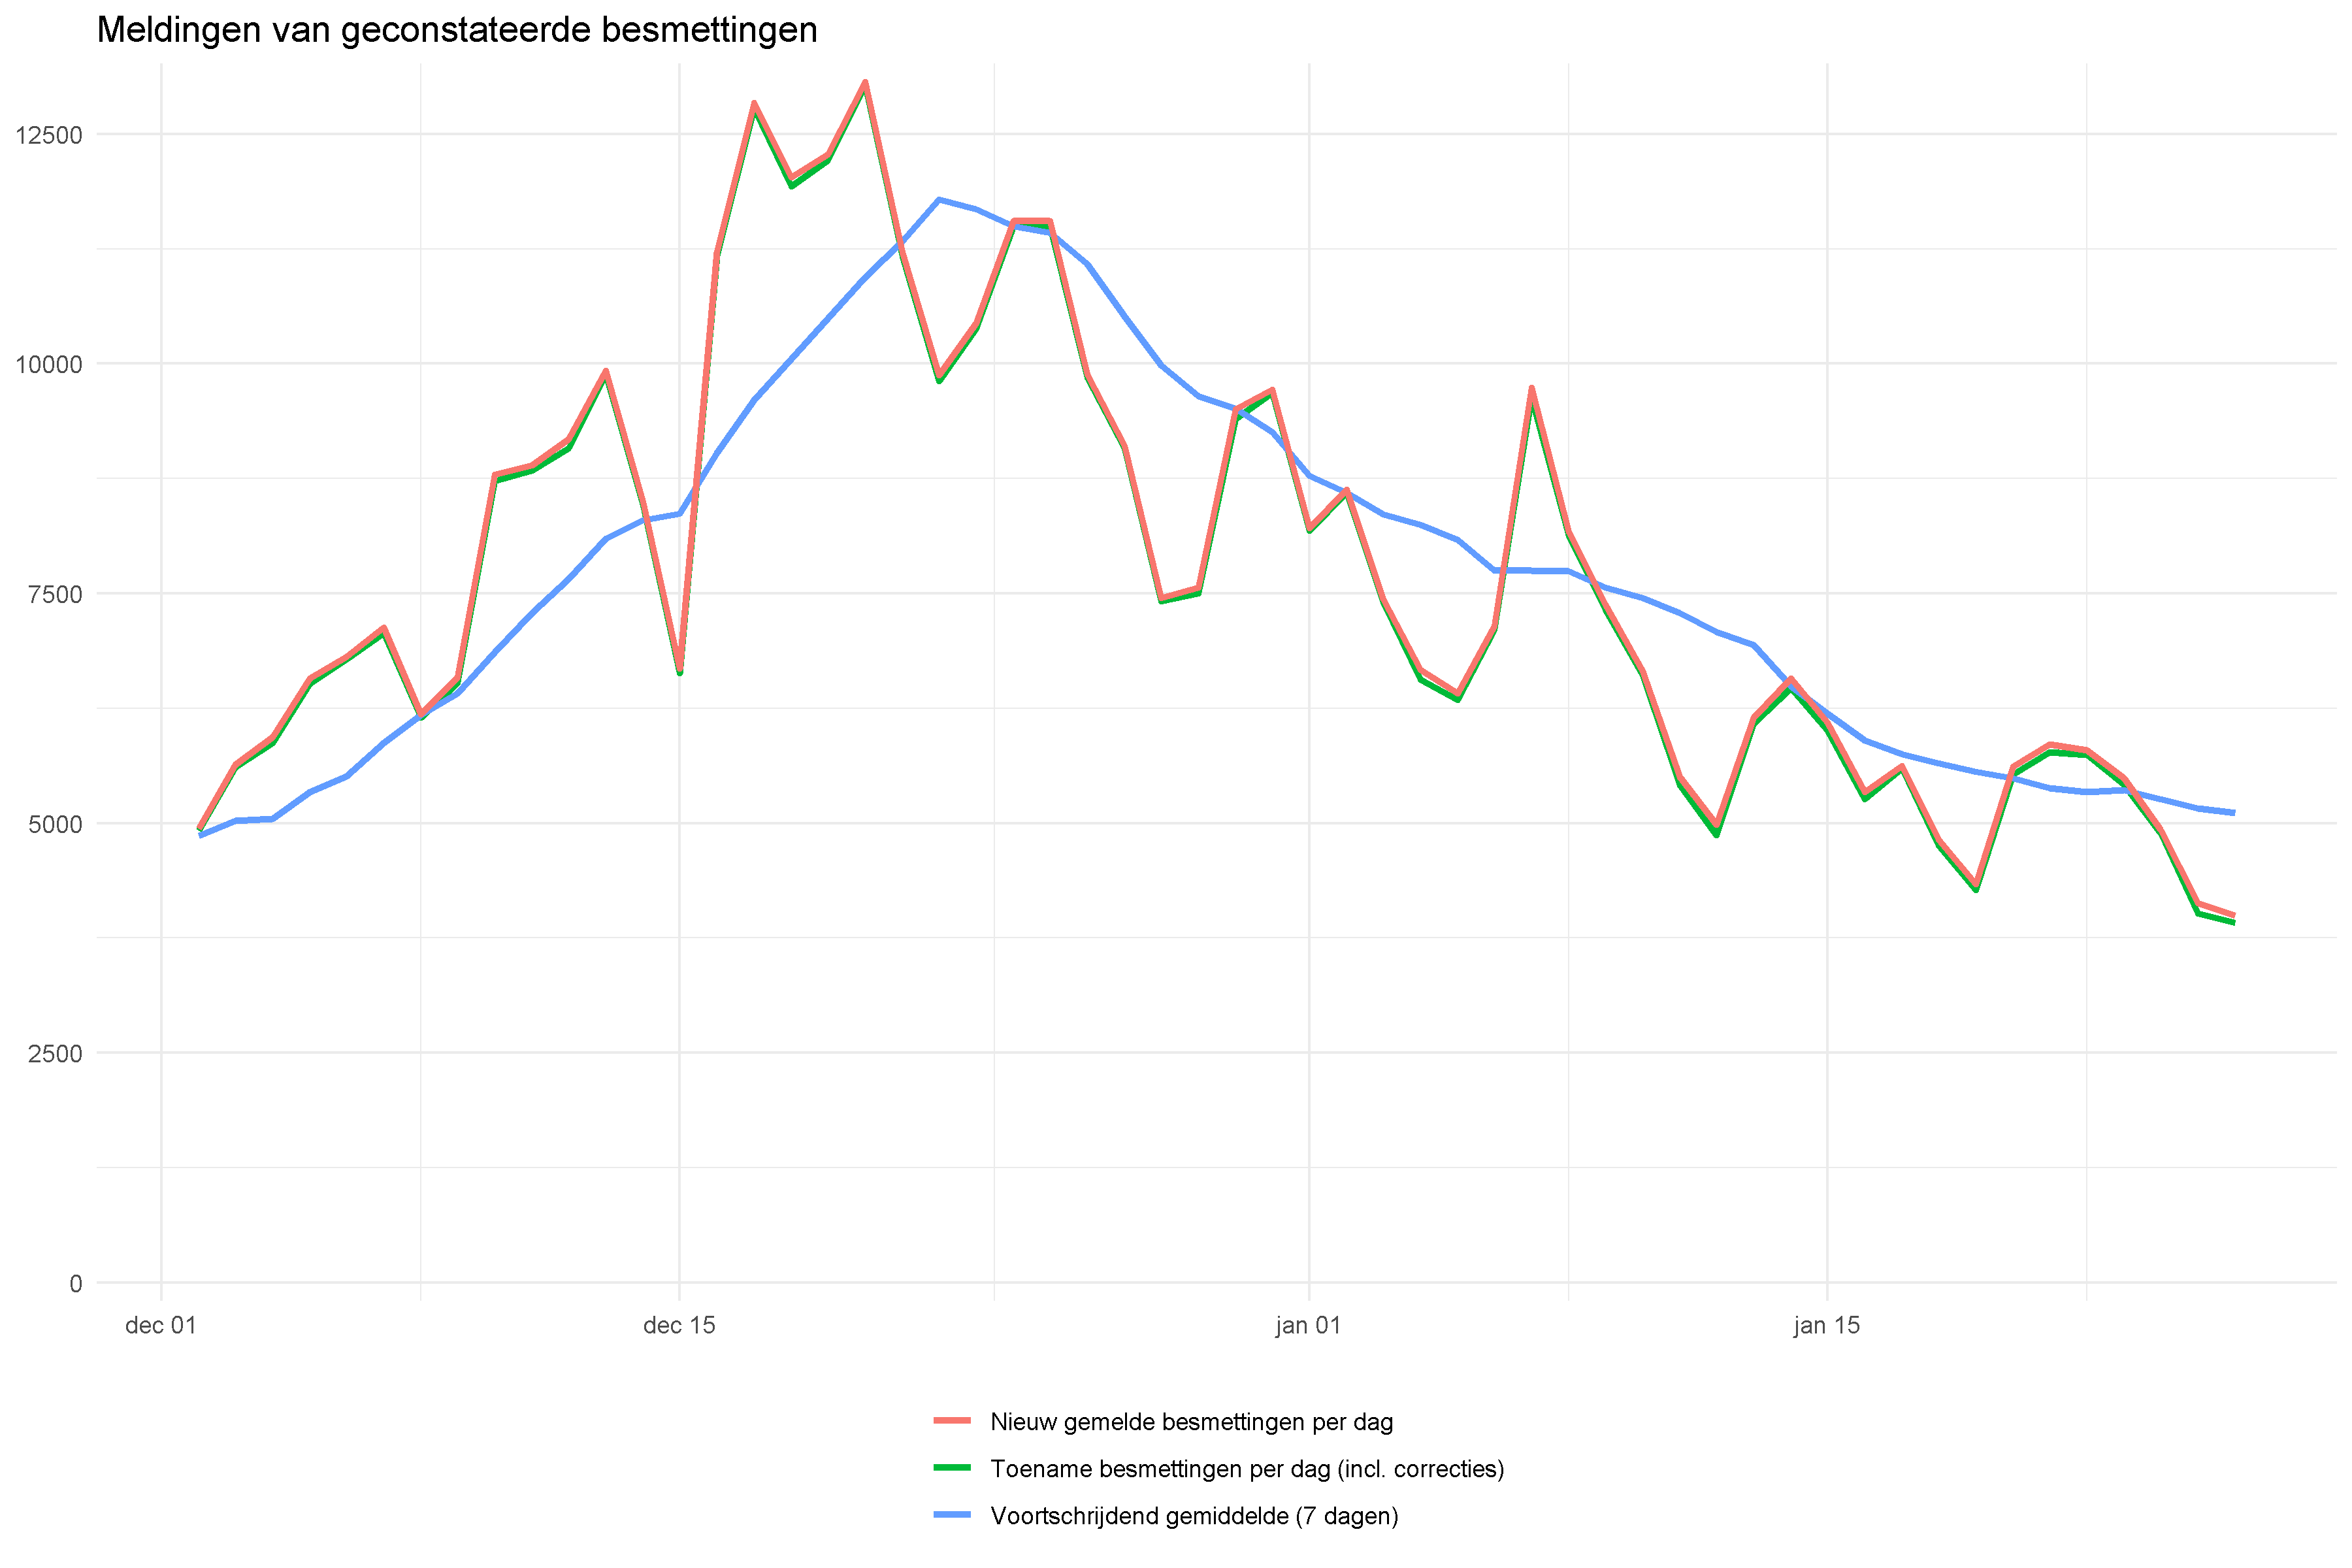 Meldingen van geconstateerde besmettingen
12500
10000
7500
5000
2500
0
dec 01
dec 15
jan 01
jan 15
Nieuw gemelde besmettingen per dag
Toename besmettingen per dag (incl. correcties)
Voortschrijdend gemiddelde (7 dagen)